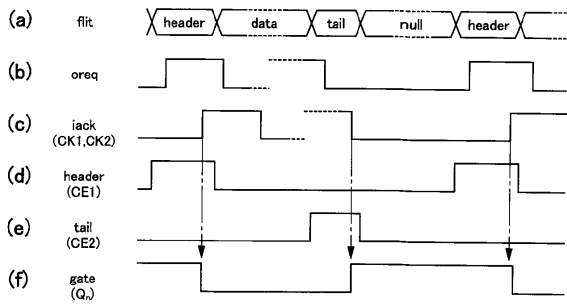 (a) flit header data tail null header
(b) oreq
(c) iack
(CK1,CK2)
(d) header
(CE1)
(e) tail
(CE2)
(f) gate
(Qn)